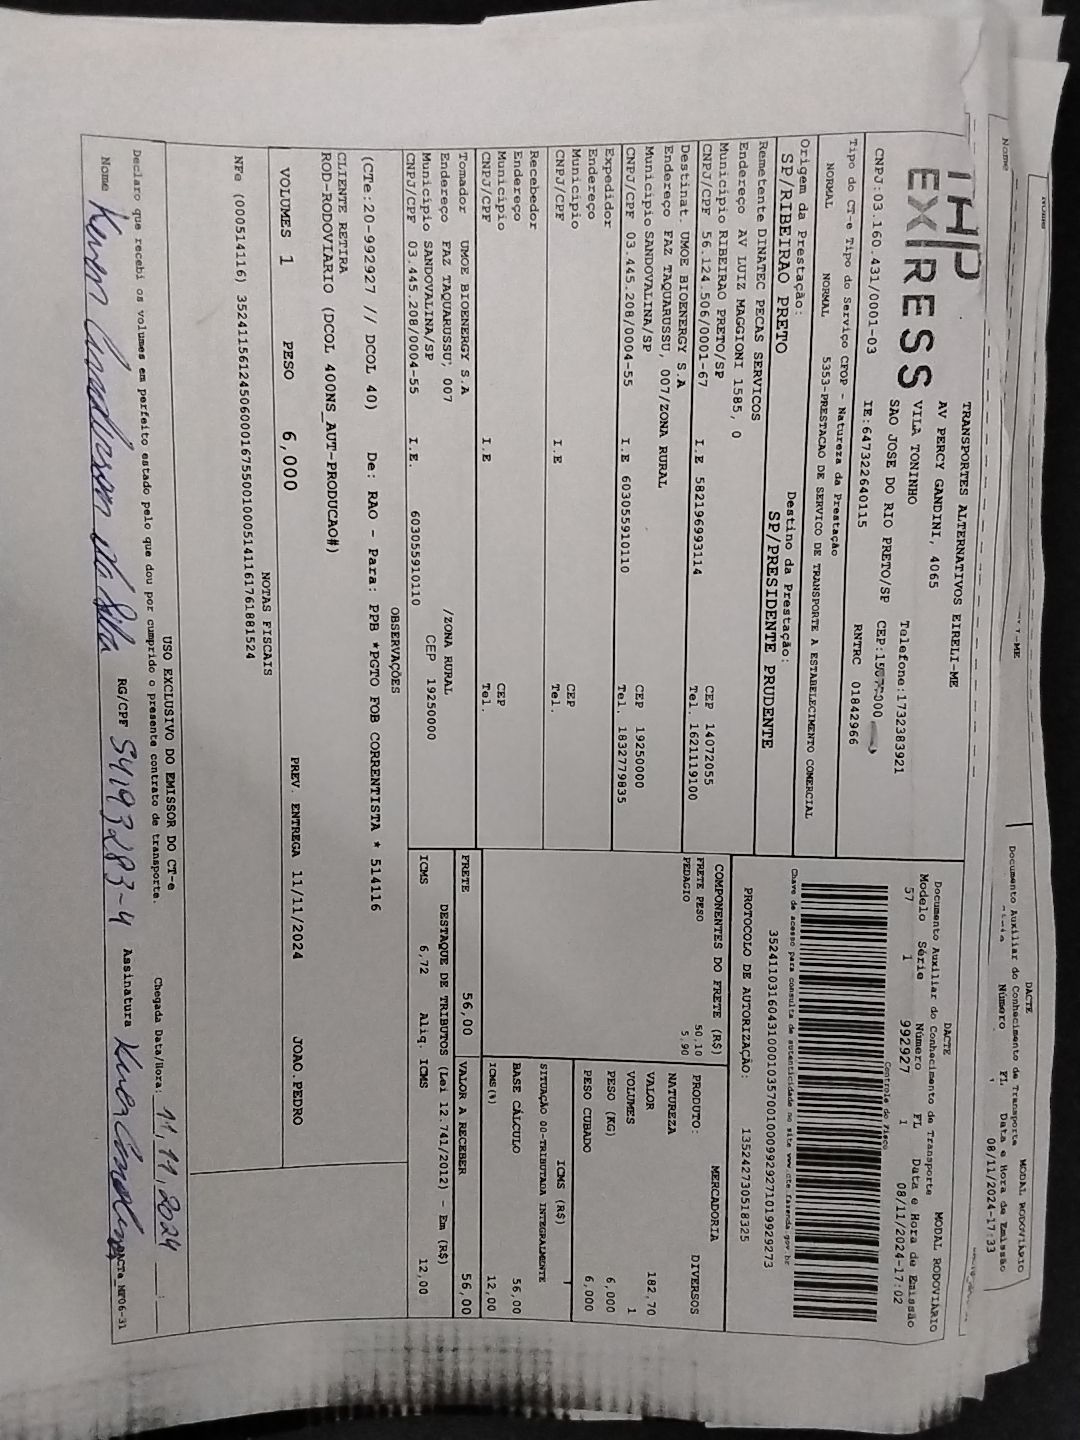 Nome
T-ME
DACTE
MODAL RODOVIÁRIO
Documento Auxiliar do Conhecimento de Transporte
Número FL Data e Hora de Emissão
08/11/2024-17:33
THP
EXPRESS
TRANSPORTES ALTERNATIVOS EIRELI-ME
AV PERCY GANDINI, 4065
VILA TONINHO Telefone:1732383921
SAO JOSE DO RIO PRETO/SP
CNPJ:03.160.431/0001-03 IE:647322640115 RNTRC 01842966
DACTE MODAL RODOVIÁRIO
Documento Auxiliar do Conhecimento de Transporte
Modelo Série Número FL Data e Hora de Emissão
57 1 992927 1 08/11/2024-17:02
Controle do Fisco
Chave de acesso para consulta de autenticidade no site www.cte.fazenda.gov.br
PROTOCOLO DE AUTORIZAÇÃO: 135242730518325
Tipo do CT-e Tipo do Serviço CFOP - Natureza da Prestação
NORMAL NORMAL 5353-PRESTACAO DE SERVICO DE TRANSPORTE A ESTABELECIMENTO COMERCIAL
Origem da Prestação: Destino da Prestação:
SP/RIBEIRAO PRETO SP/PRESIDENTE PRUDENTE
Remetente DINATEC PECAS SERVICOS
Endereço AV LUIZ MAGGIONI 1585, 0
Município RIBEIRAO PRETO/SP CEP 14072055
CNPJ/CPF 56.124.506/0001-67 I.E 582196993114 Tel. 1621119100
Destinat. UMOE BIOENERGY S.A
Endereço FAZ TAQUARUSSU, 007/ZONA RURAL
Município SANDOVALINA/SP CEP 19250000
CNPJ/CPF 03.445.208/0004-55 I.E 603055910110 Tel. 1832779835
Expedidor
Endereço
Município CEP
CNPJ/CPF I.E Tel.
Recebedor
Endereço
Município CEP
CNPJ/CPF I.E Tel.
Tomador UMOE BIOENERGY S.A
Endereço FAZ TAQUARUSSU, 007 /ZONA RURAL
Município SANDOVALINA/SP CEP 19250000
CNPJ/CPF 03.445.208/0004-55 I.E. 603055910110
COMPONENTES DO FRETE (R$)
FRETE PESO 50.10
PEDAGIO 5.90
MERCADORIA
PRODUTO: DIVERSOS
NATUREZA
VALOR 182,70
VOLUMES 1
PESO (KG) 6,000
PESO CUBADO 6,000
ICMS (R$)
SITUAÇÃO 00-TRIBUTADA INTEGRALMENTE
BASE CÁLCULO 56,00
ICMS(%) 12,00
FRETE 56,00 VALOR A RECEBER 56,00
DESTAQUE DE TRIBUTOS (Lei 12.741/2012) - Em (R$)
ICMS 6,72 Aliq. ICMS 12,00
OBSERVAÇÕES
(CTe:20-992927 /// DCOL 40) De: RAO - Para: PPB *PGTO FOB CORRENTISTA * 514116
CLIENTE RETIRA
ROD-RODOVIARIO (DCOL 400NS_AUT-PRODUCAO#)
VOLUMES 1 PESO 6,000 PREV. ENTREGA 11/11/2024 JOAO.PEDRO
NOTAS FISCAIS
NFe (000514116) 35241156124506000167550010005141161761881524
USO EXCLUSIVO DO EMISSOR DO CT-e
Declaro que recebi os volumes em perfeito estado pelo que dou por cumprido o presente contrato de transporte. Chegada Data/Hora: 11,11,2024
Nome da Silva RG/CPF 54193283-4 Assinatura
DACTe MF06-31